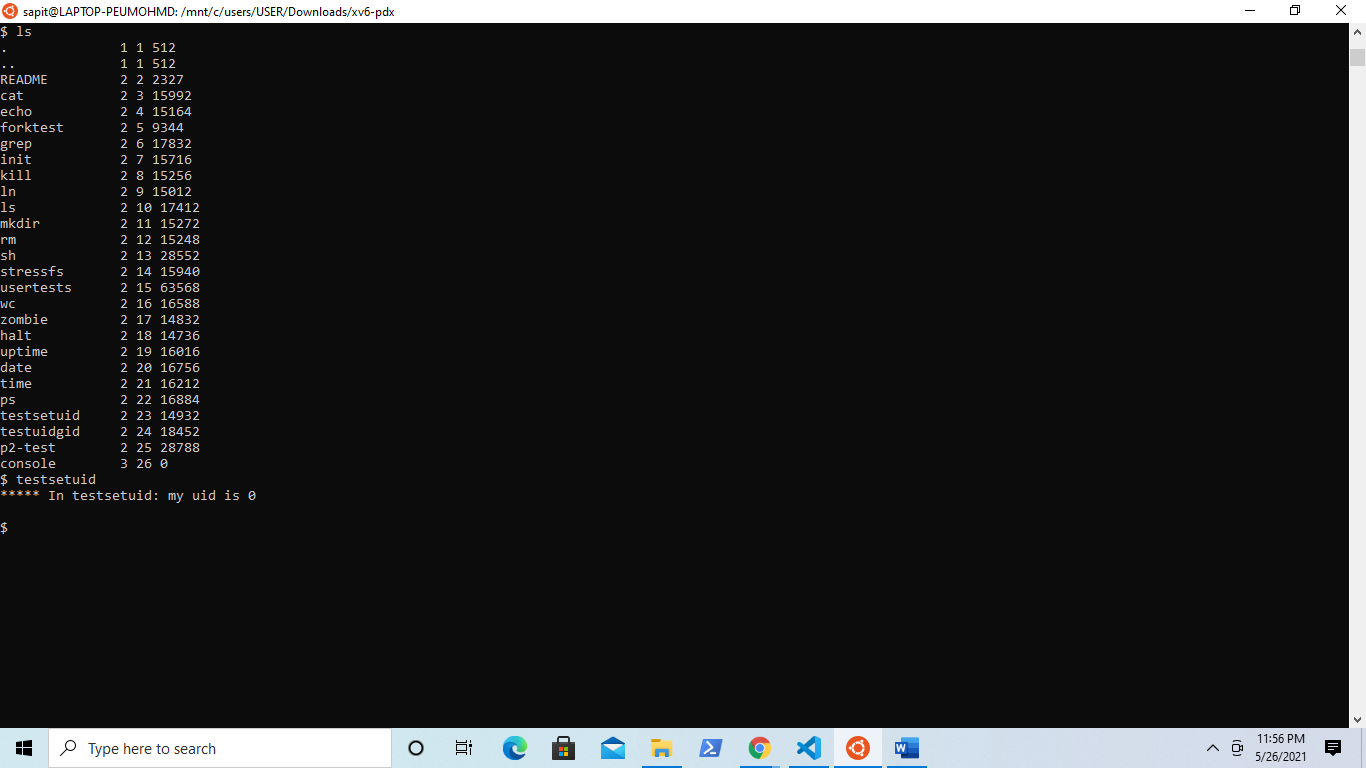 sapit@LAPTOP-PEUMOHMD: /mnt/c/users/USER/Downloads/xv6-pdx
$ ls
. 1 1 512
.. 1 1 512
README 2 2 2327
cat 2 3 15992
echo 2 4 15164
forktest 2 5 9344
grep 2 6 17832
init 2 7 15716
kill 2 8 15256
ln 2 9 15012
ls 2 10 17412
mkdir 2 11 15272
rm 2 12 15248
sh 2 13 28552
stressfs 2 14 15940
usertests 2 15 63568
wc 2 16 16588
zombie 2 17 14832
halt 2 18 14736
uptime 2 19 16016
date 2 20 16756
time 2 21 16212
ps 2 22 16884
testsetuid 2 23 14932
testuidgid 2 24 18452
p2-test 2 25 28788
console 3 26 0
$ testsetuid
***** In testsetuid: my uid is 0
$
Type here to search
11:56 PM
5/26/2021